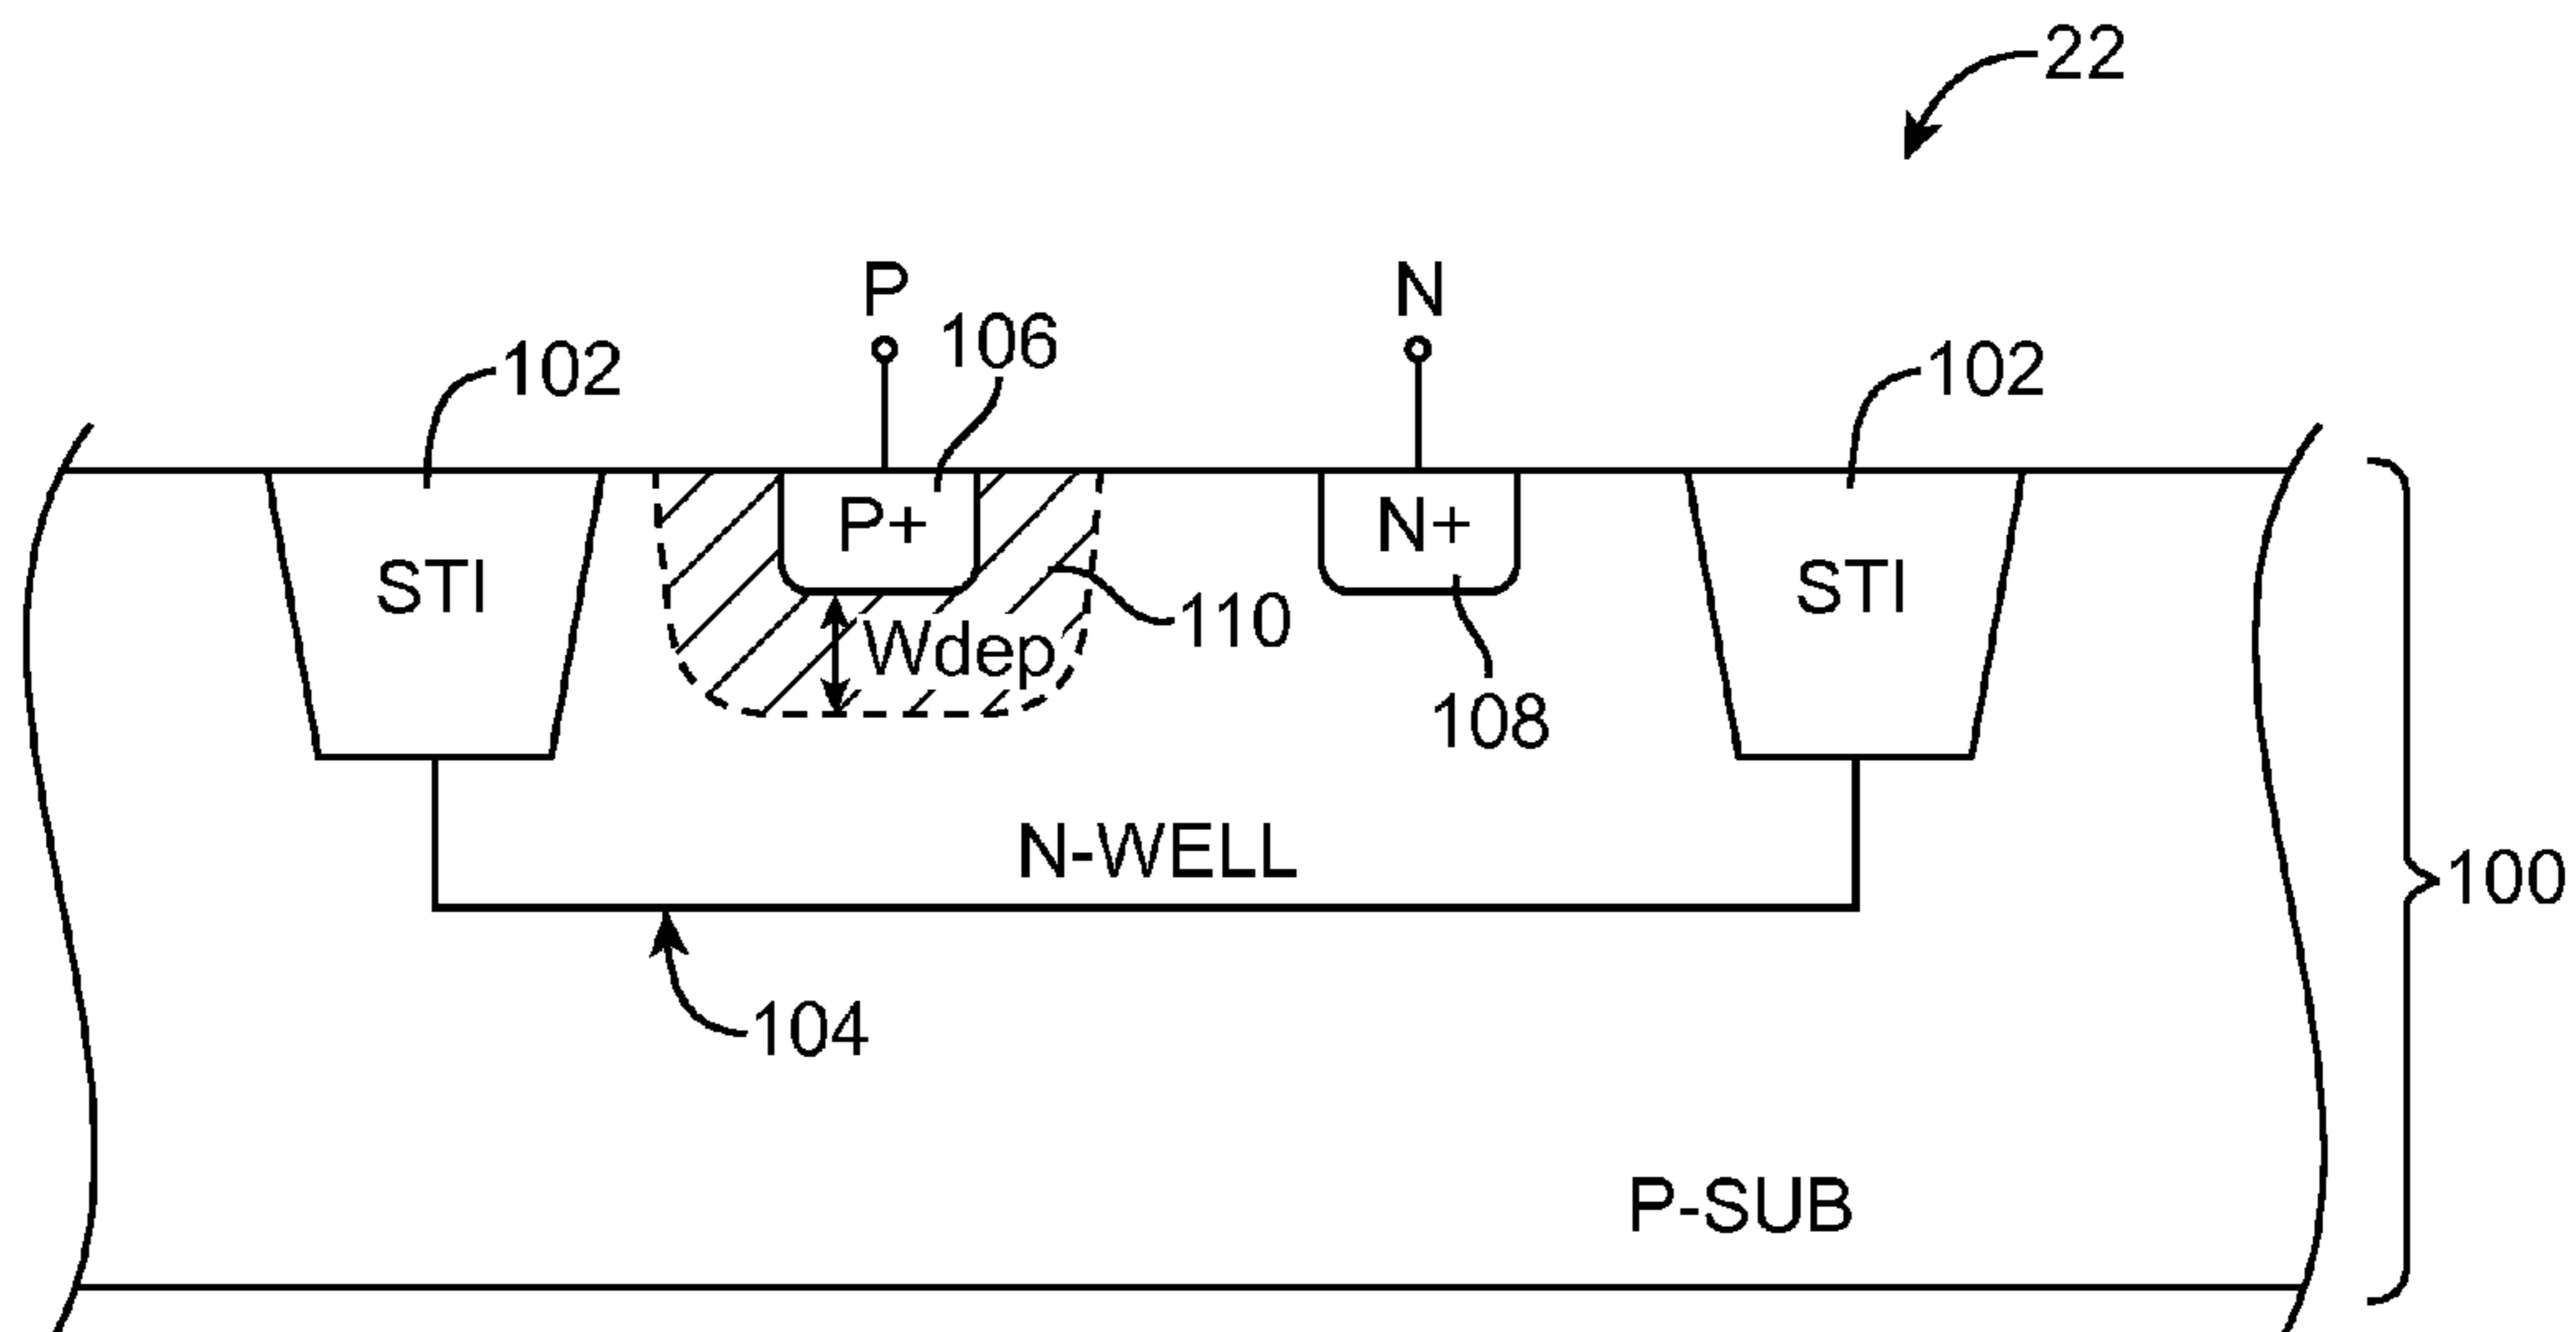 22
P
N
106
102
102
P+
N+
STI
STI
110
Wdep
108
N-WELL
100
104
P-SUB